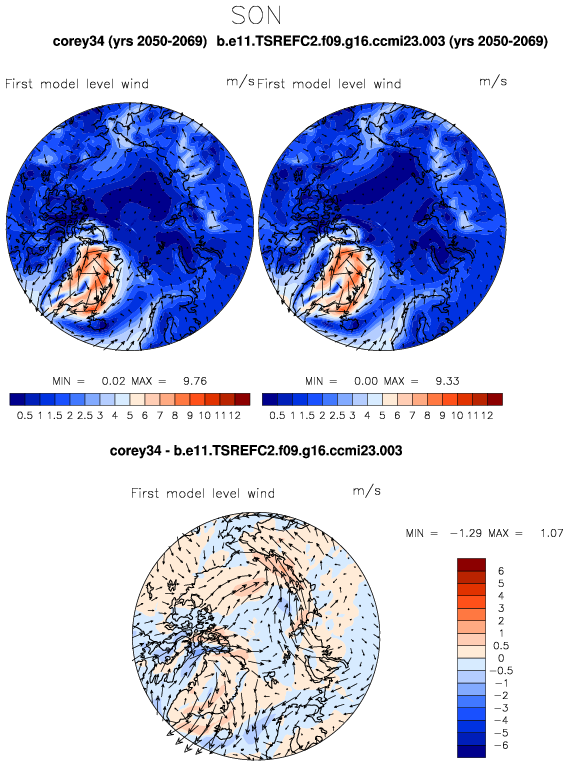 SON
corey34 (yrs 2050-2069) b.e11.TSREFC2.f09.g16.ccmi23.003 (yrs 2050-2069)
First model level wind m/s First model level wind m/s
MIN = 0.02 MAX = 9.76 MIN = 0.00 MAX = 9.33
0.5 1 1.5 2 2.5 3 4 5 6 7 8 9 10 11 12 0.5 1 1.5 2 2.5 3 4 5 6 7 8 9 10 11 12
corey34 - b.e11.TSREFC2.f09.g16.ccmi23.003
First model level wind m/s
MIN = -1.29 MAX = 1.07
6
5
4
3
2
1
0.5
0
-0.5
-1
-2
-3
-4
-5
-6